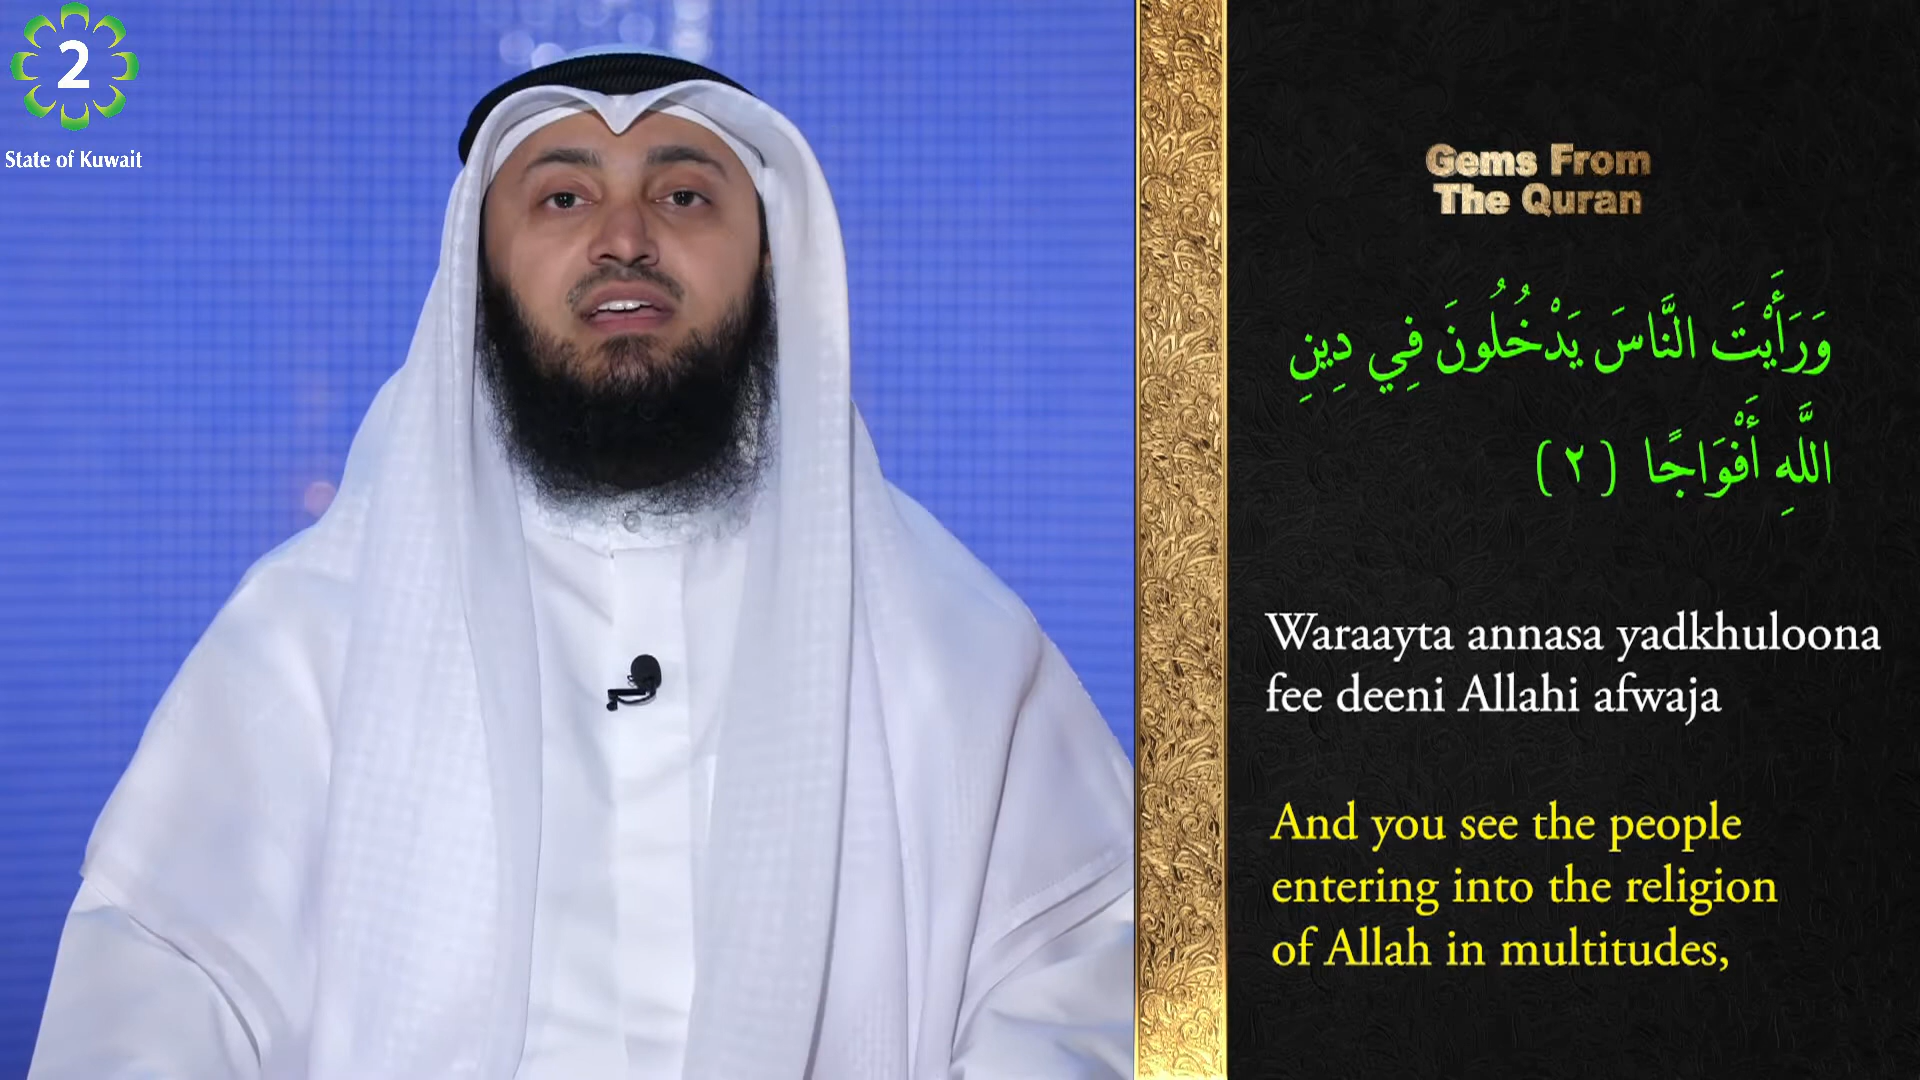 2
State of Kuwait
Gems From
The Quran
وَرَأَيْتَ النَّاسَ يَدْخُلُونَ فِي دِينِ
اللَّهِ أَفْوَاجًا (٢)
Waraayta annasa yadkhuloona
fee deeni Allahi afwaja
And you see the people
entering into the religion
of Allah in multitudes,